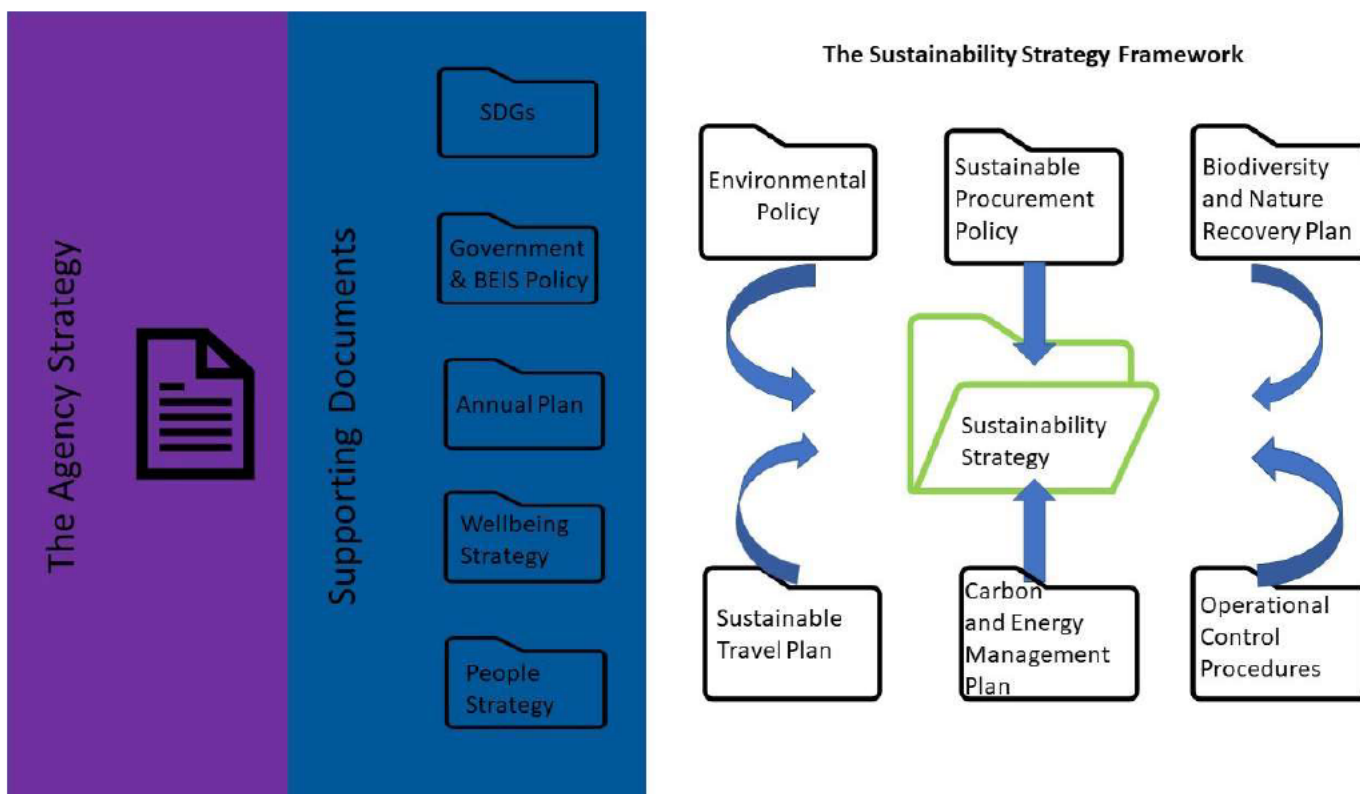 The Agency Strategy
Supporting Documents
SDGs
Government
& BEIS Policy
Annual Plan
Wellbeing
Strategy
People
Strategy
The Sustainability Strategy Framework
Environmental
Policy
Sustainable
Procurement
Policy
Biodiversity
and Nature
Recovery Plan
Sustainability
Strategy
Sustainable
Travel Plan
Carbon
and Energy
Management
Plan
Operational
Control
Procedures